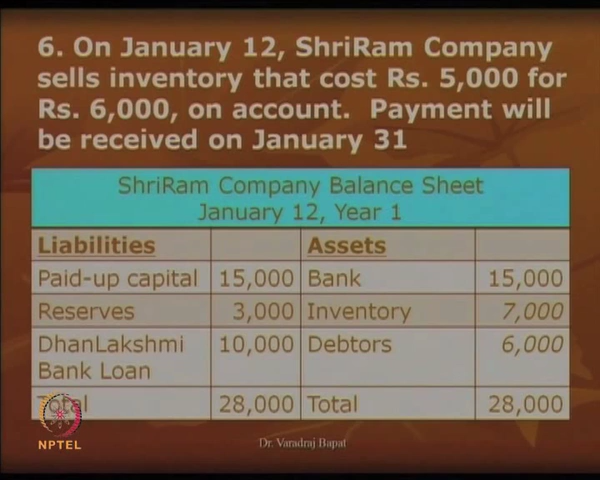 6. On January 12, ShriRam Company
sells inventory that cost Rs. 5,000 for
Rs. 6,000, on account. Payment will
be received on January 31
ShriRam Company Balance Sheet
January 12, Year 1
Liabilities Assets
Paid-up capital 15,000 Bank 15,000
Reserves 3,000 Inventory 7,000
DhanLakshmi 10,000 Debtors 6,000
Bank Loan
Total 28,000 Total 28,000
NPTEL
Dr. Varadraj Bapat